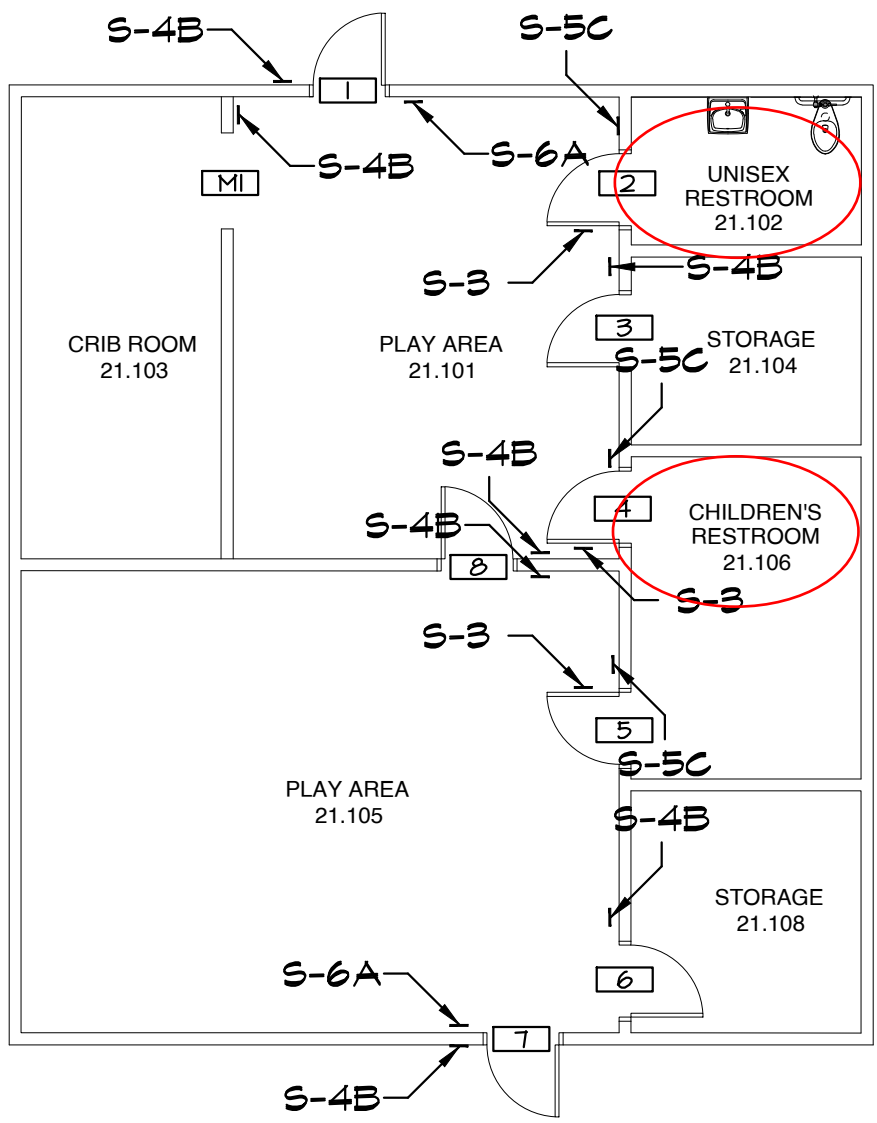 S-4B
S-5C
1
S-4B
S-6A
M1
2
UNISEX
RESTROOM
21.102
S-3
S-4B
3
CRIB ROOM
21.103
PLAY AREA
21.101
STORAGE
21.104
S-5C
S-4B
S-4B
4
CHILDREN'S
RESTROOM
21.106
8
S-3
S-3
5
S-5C
PLAY AREA
21.105
S-4B
STORAGE
21.108
S-6A
6
7
S-4B